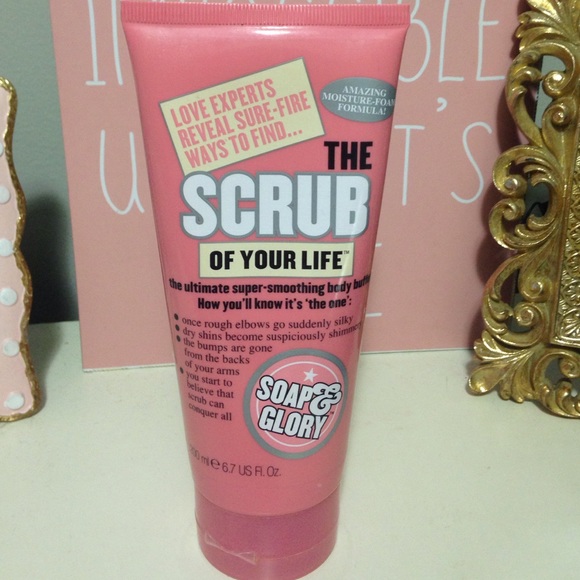 LOVE EXPERTS
REVEAL SURE-FIRE
WAYS TO FIND...
AMAZING
MOISTURE-FOAM
FORMULA!
THE
SCRUB
OF YOUR LIFE™
the ultimate super-smoothing body buffer
How you'll know it's 'the one':
• once rough elbows go suddenly silky
• dry shins become suspiciously shimmery
• the bumps are gone
from the backs
of your arms
• you start to
believe that
scrub can
conquer all
SOAP&
GLORY™
200 ml e 6.7 US Fl. Oz.